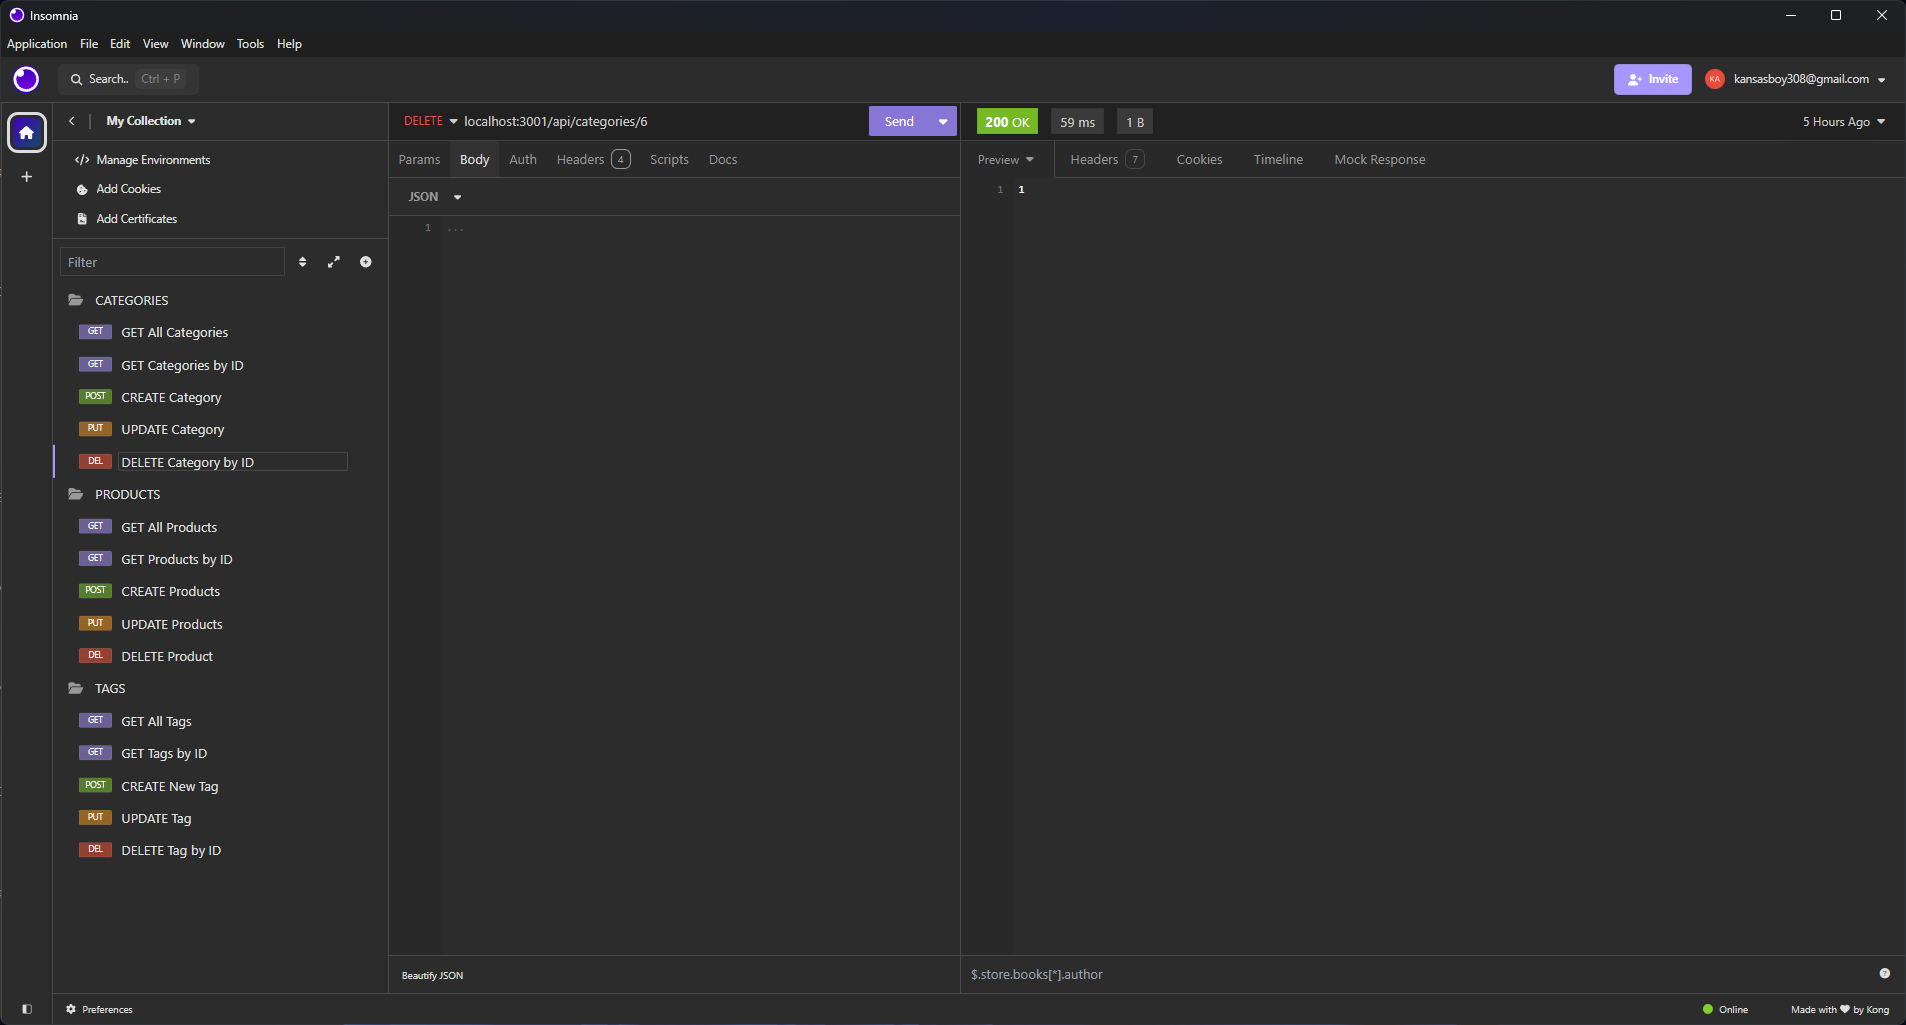 Insomnia
Application File Edit View Window Tools Help
Search.. Ctrl + P
Invite
KA
kansasboy308@gmail.com
My Collection
DELETE localhost:3001/api/categories/6
Send
200 OK
59 ms
1 B
5 Hours Ago
Manage Environments
Add Cookies
Add Certificates
Params Body Auth Headers 4 Scripts Docs
Preview Headers 7 Cookies Timeline Mock Response
JSON
1 ...
1 1
Filter
CATEGORIES
GET GET All Categories
GET GET Categories by ID
POST CREATE Category
PUT UPDATE Category
DEL DELETE Category by ID
PRODUCTS
GET GET All Products
GET GET Products by ID
POST CREATE Products
PUT UPDATE Products
DEL DELETE Product
TAGS
GET GET All Tags
GET GET Tags by ID
POST CREATE New Tag
PUT UPDATE Tag
DEL DELETE Tag by ID
Beautify JSON
$.store.books[*].author
Preferences
Online
Made with ♥ by Kong